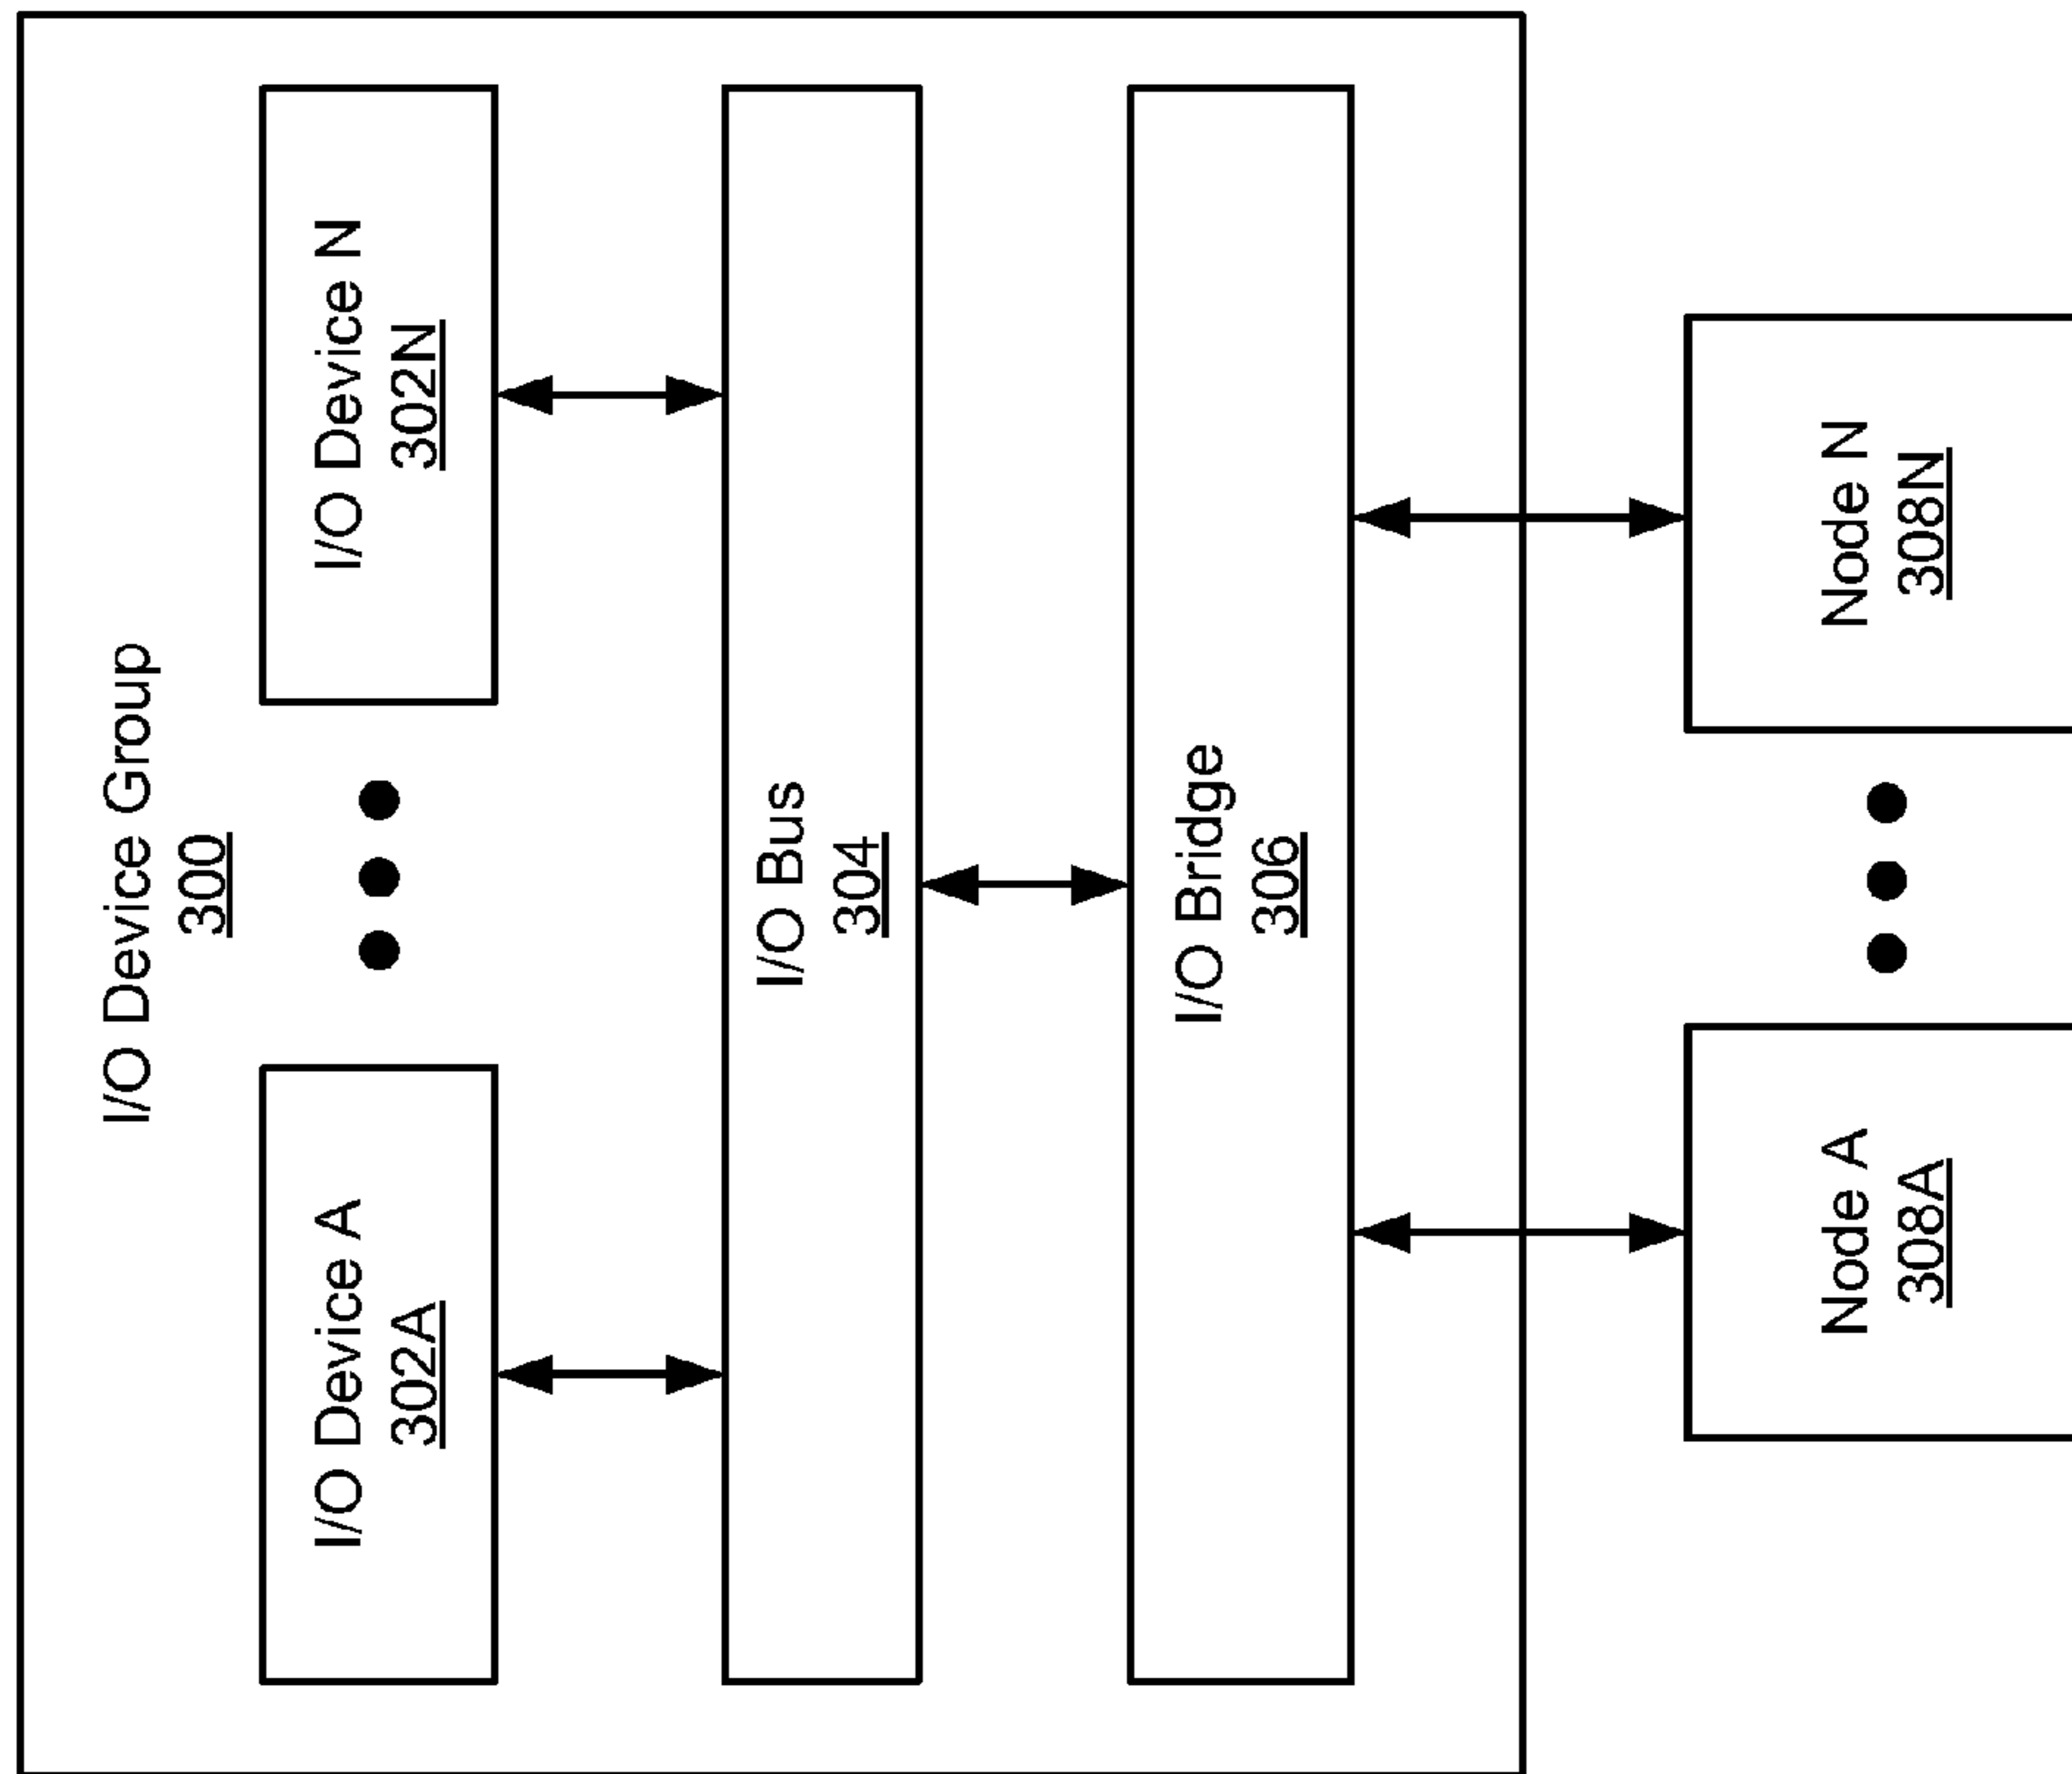 I/O Device Group
300
I/O Device A
302A
I/O Device N
302N
I/O Bus
304
I/O Bridge
306
Node A
308A
Node N
308N